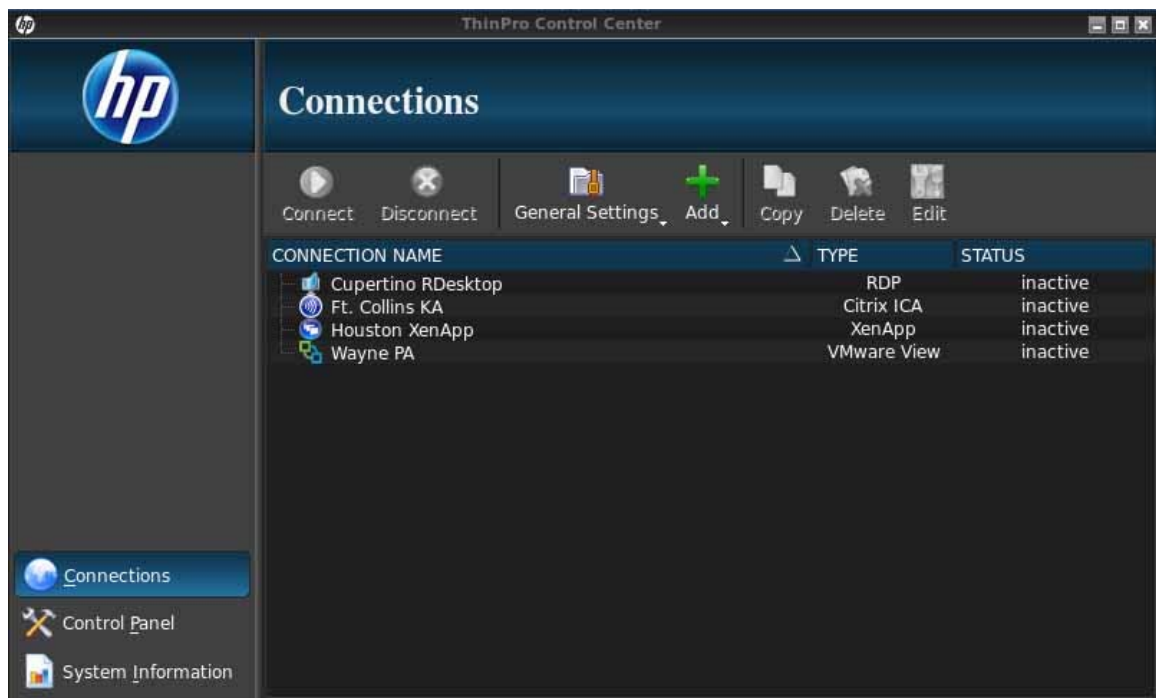 hp
ThinPro Control Center
hp
Connections
Connect Disconnect General Settings Add Copy Delete Edit
CONNECTION NAME TYPE STATUS
Cupertino RDesktop RDP inactive
Ft. Collins KA Citrix ICA inactive
Houston XenApp XenApp inactive
Wayne PA VMware View inactive
Connections
Control Panel
System Information